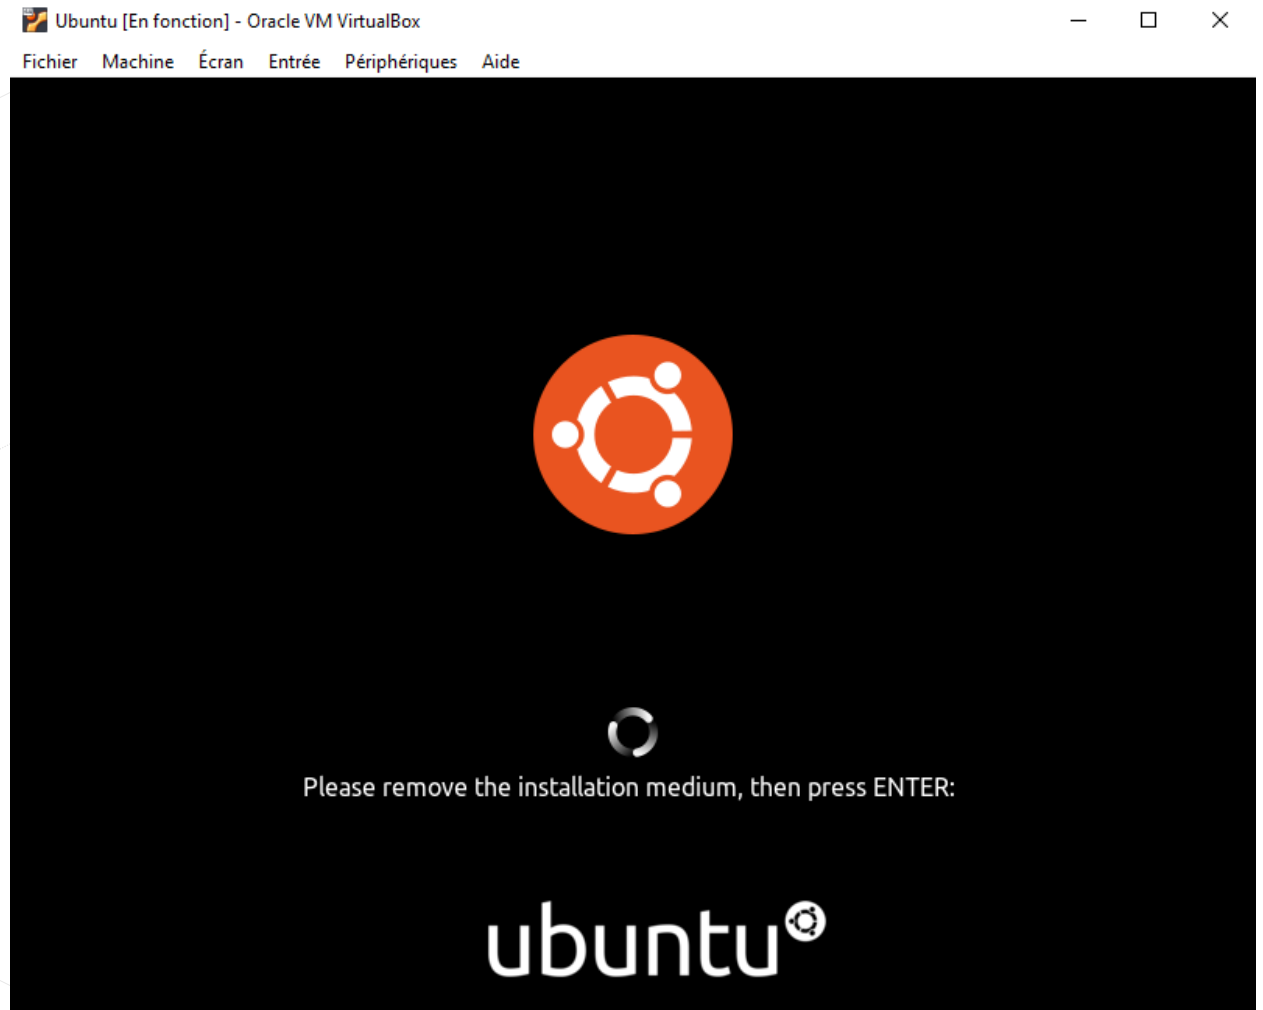 Ubuntu [En fonction] - Oracle VM VirtualBox
Fichier Machine Écran Entrée Périphériques Aide
Please remove the installation medium, then press ENTER:
ubuntu